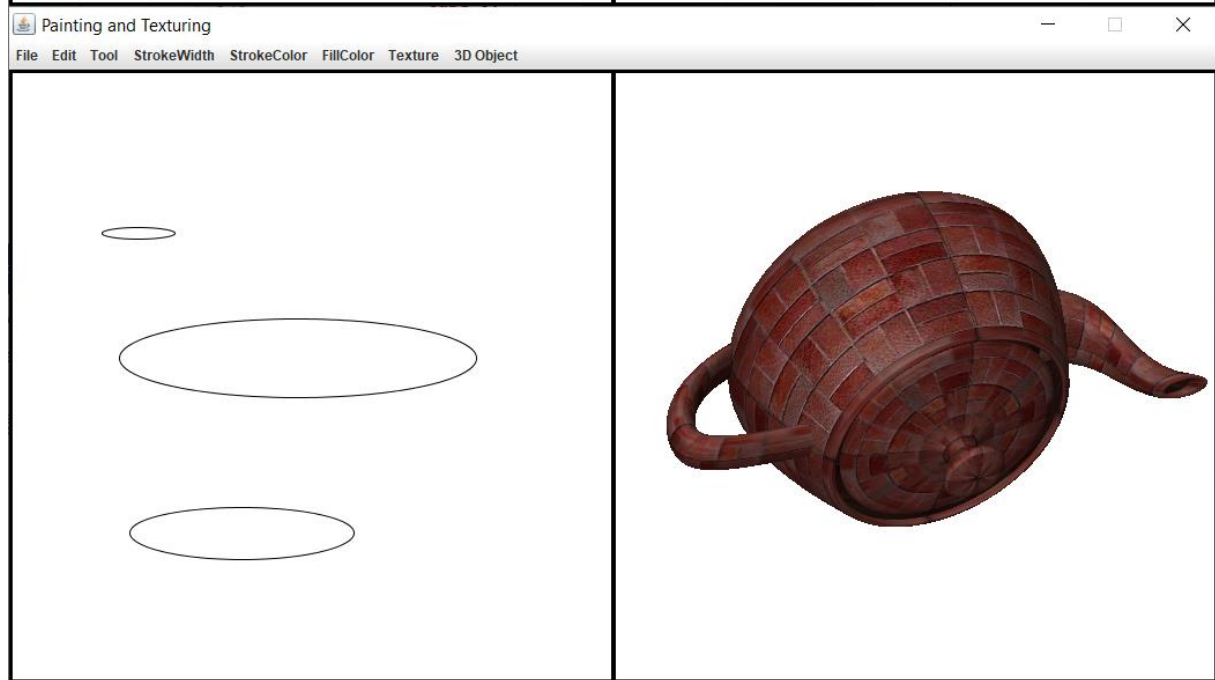 Painting and Texturing
File Edit Tool StrokeWidth StrokeColor FillColor Texture 3D Object